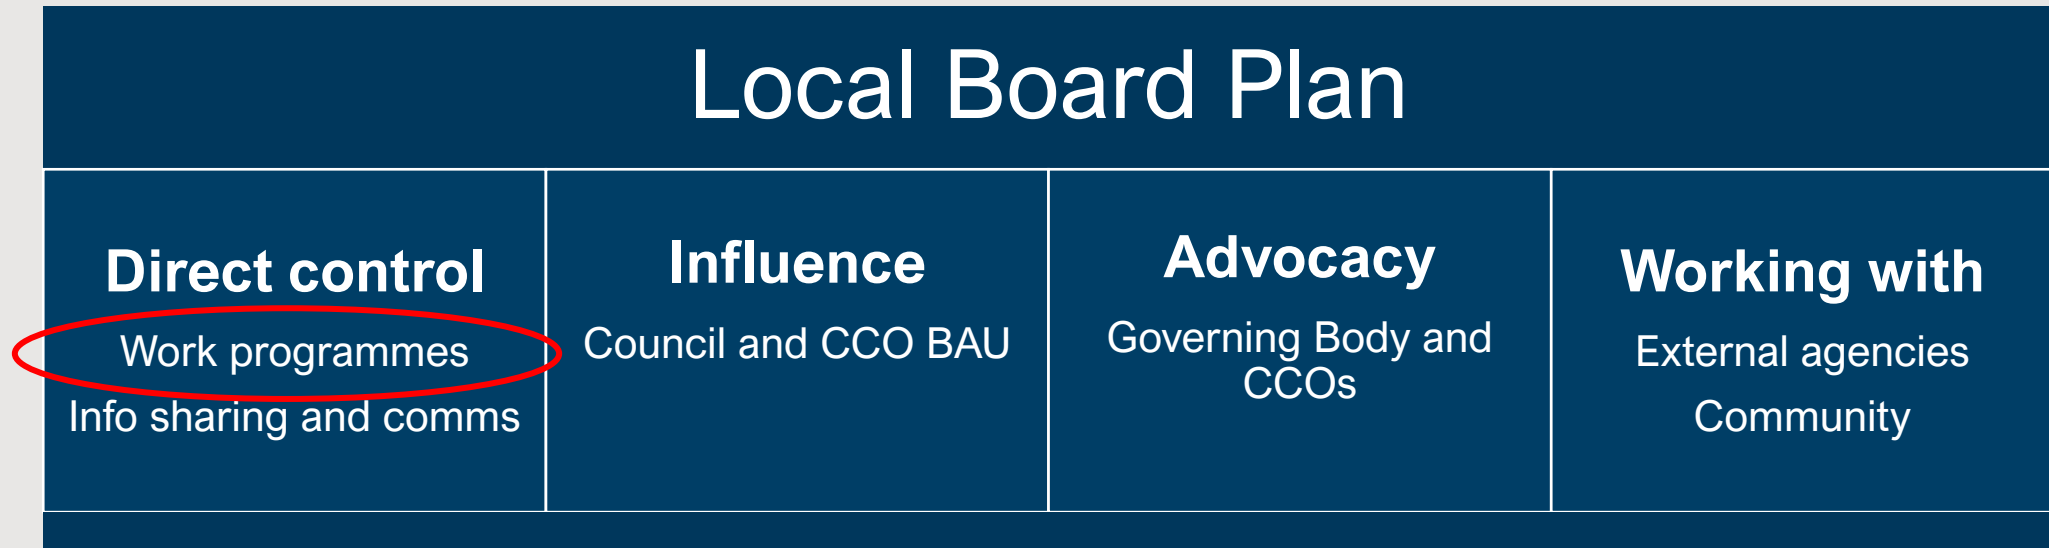 Local Board Plan
Direct control
Work programmes
Info sharing and comms
Influence
Council and CCO BAU
Advocacy
Governing Body and
CCOs
Working with
External agencies
Community